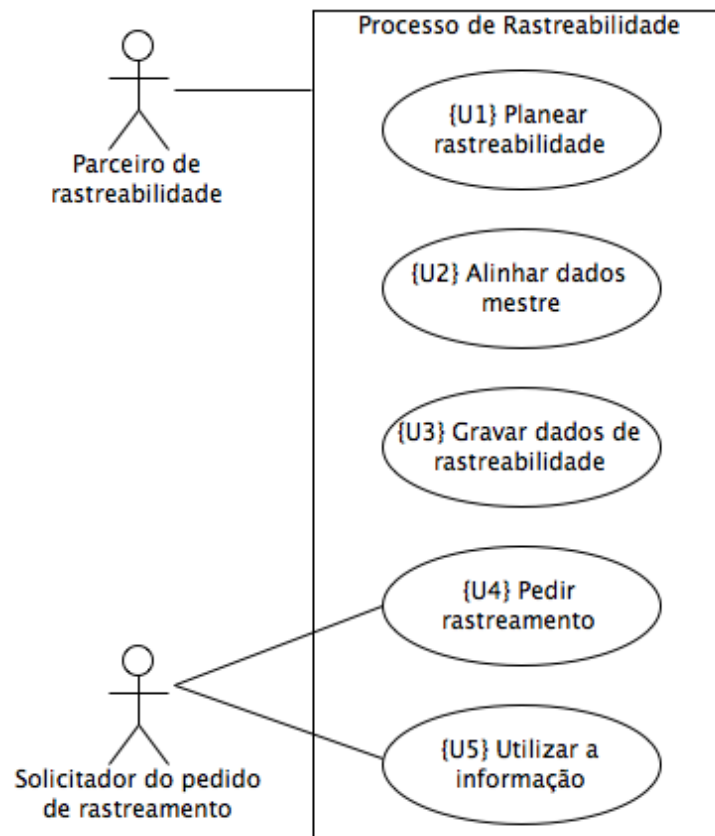 Processo de Rastreabilidade
Parceiro de
rastreabilidade
{U1} Planear
rastreabilidade
{U2} Alinhar dados
mestre
{U3} Gravar dados de
rastreabilidade
{U4} Pedir
rastreamento
Solicitador do pedido
de rastreamento
{U5} Utilizar a
informação